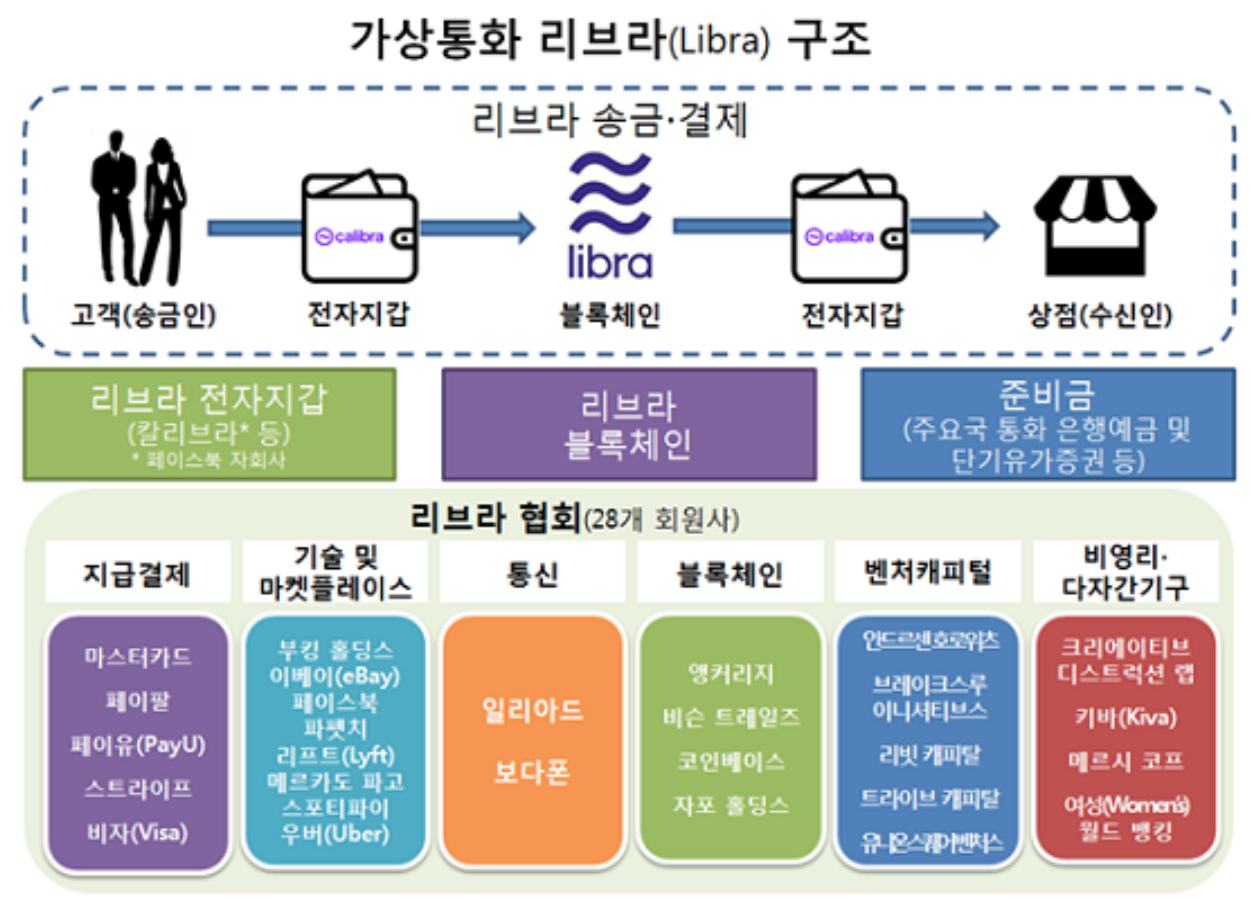 가상통화 리브라(Libra) 구조
리브라 송금·결제
calibra
libra
calibra
고객(송금인)
전자지갑
블록체인
전자지갑
상점(수신인)
리브라 전자지갑
(칼리브라* 등)
* 페이스북 자회사
리브라
블록체인
준비금
(주요국 통화 은행예금 및
단기유가증권 등)
리브라 협회(28개 회원사)
지급결제
마스터카드
페이팔
페이유(PayU)
스트라이프
비자(Visa)
기술 및
마켓플레이스
부킹 홀딩스
이베이(eBay)
페이스북
파펫치
리프트(Lyft)
메르카도 파고
스포티파이
우버(Uber)
통신
일리아드
보다폰
블록체인
앵커리지
비슨 트레일즈
코인베이스
자포 홀딩스
벤처캐피털
안드르센호로위츠
브레이크스루
이니셔티브스
리빗 캐피탈
트라이브 캐피탈
유니온스퀘어벤처스
비영리·
다자간기구
크리에이티브
디스트럭션 랩
키바(Kiva)
메르시 코프
여성(Women's)
월드 뱅킹